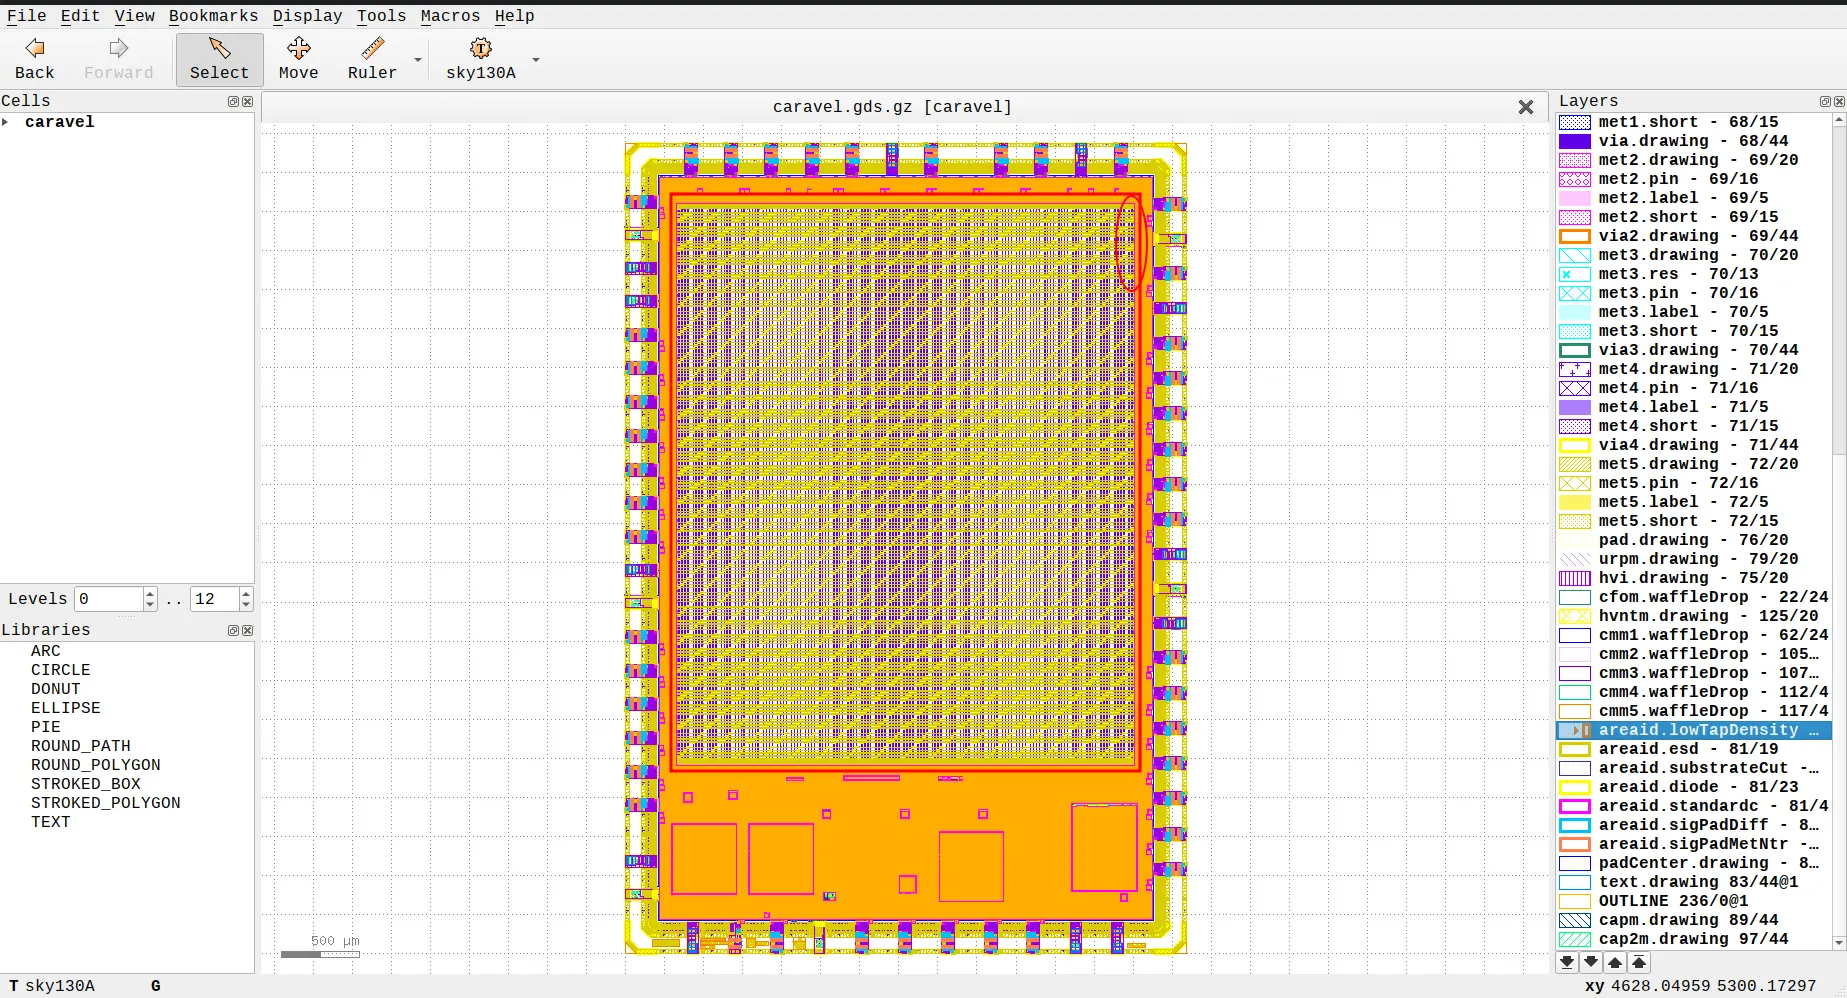 File Edit View Bookmarks Display Tools Macros Help
Back Forward Select Move Ruler sky130A
Cells
caravel
Levels 0 .. 12
Libraries
ARC
CIRCLE
DONUT
ELLIPSE
PIE
ROUND_PATH
ROUND_POLYGON
STROKED_BOX
STROKED_POLYGON
TEXT
caravel.gds.gz [caravel]
500 µm
Layers
met1.short - 68/15
via.drawing - 68/44
met2.drawing - 69/20
met2.pin - 69/16
met2.label - 69/5
met2.short - 69/15
via2.drawing - 69/44
met3.drawing - 70/20
met3.res - 70/13
met3.pin - 70/16
met3.label - 70/5
met3.short - 70/15
via3.drawing - 70/44
met4.drawing - 71/20
met4.pin - 71/16
met4.label - 71/5
met4.short - 71/15
via4.drawing - 71/44
met5.drawing - 72/20
met5.pin - 72/16
met5.label - 72/5
met5.short - 72/15
pad.drawing - 76/20
urpm.drawing - 79/20
hvi.drawing - 75/20
cfom.waffleDrop - 22/24
hvntm.drawing - 125/20
cmm1.waffleDrop - 62/24
cmm2.waffleDrop - 105…
cmm3.waffleDrop - 107…
cmm4.waffleDrop - 112/4
cmm5.waffleDrop - 117/4
areaid.lowTapDensity …
areaid.esd - 81/19
areaid.substrateCut -…
areaid.diode - 81/23
areaid.standardc - 81/4
areaid.sigPadDiff - 8…
areaid.sigPadMetNtr -…
padCenter.drawing - 8…
text.drawing 83/44@1
OUTLINE 236/0@1
capm.drawing 89/44
cap2m.drawing 97/44
T sky130A G xy 4628.04959 5300.17297